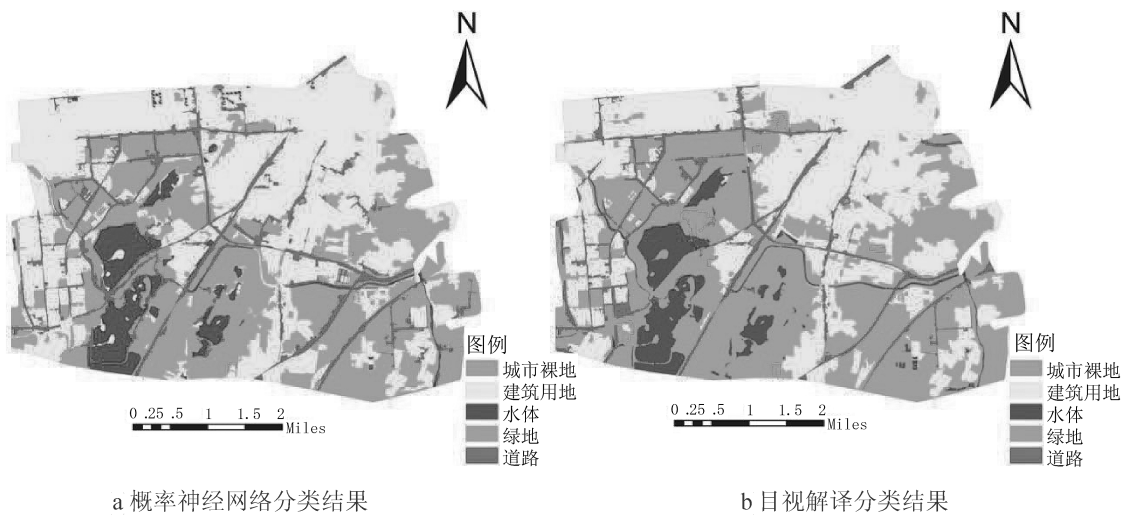 N
图例
城市裸地
建筑用地
水体
绿地
道路
0 .25 .5 1 1.5 2
Miles
a 概率神经网络分类结果
N
图例
城市裸地
建筑用地
水体
绿地
道路
0 .25 .5 1 1.5 2
Miles
b 目视解译分类结果